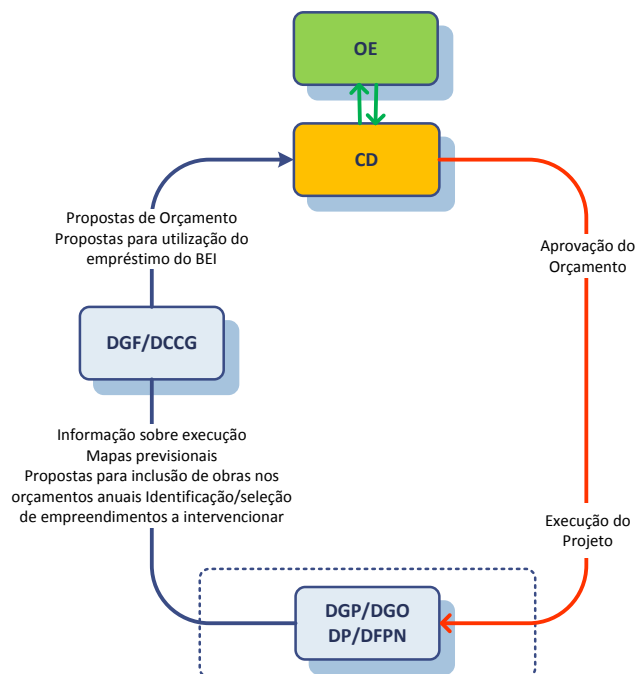 OE
CD
Propostas de Orçamento
Propostas para utilização do
empréstimo do BEI
Aprovação do
Orçamento
DGF/DCCG
Informação sobre execução
Mapas previsionais
Propostas para inclusão de obras nos
orçamentos anuais Identificação/seleção
de empreendimentos a intervencionar
Execução do
Projeto
DGP/DGO
DP/DFPN